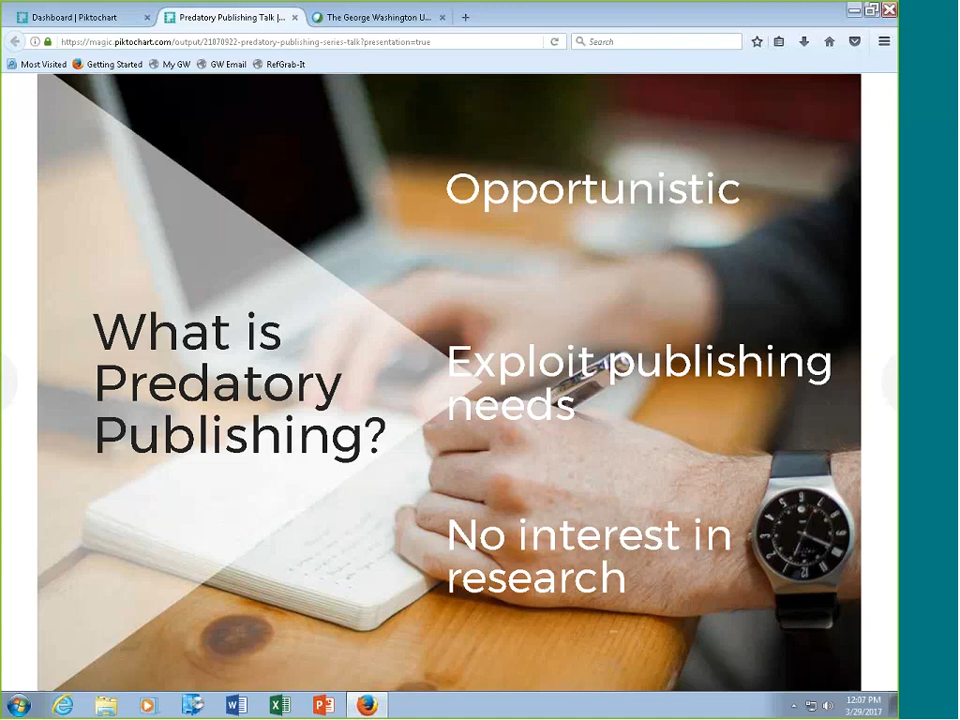 Dashboard | Piktochart
Predatory Publishing Talk |...
The George Washington U...
https://magic.piktochart.com/output/21070922-predatory-publishing-series-talk?presentation=true
Search
Most Visited
Getting Started
My GW
GW Email
RefGrab-It
Opportunistic
What is
Predatory
Publishing?
Exploit publishing
needs
No interest in
research
12:07 PM
3/29/2017